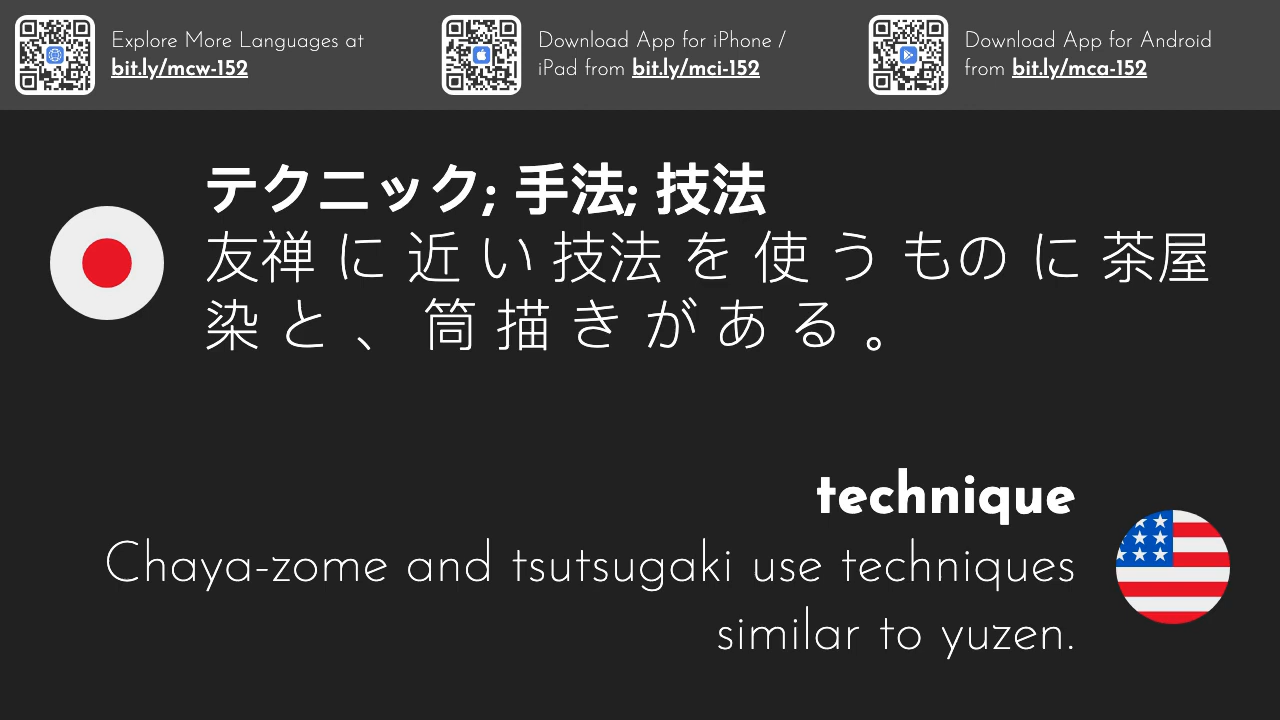 Explore More Languages at
bit.ly/mcw-152
Download App for iPhone /
iPad from bit.ly/mci-152
Download App for Android
from bit.ly/mca-152
テクニック; 手法; 技法
友禅 に 近 い 技法 を 使 う もの に 茶屋
染 と 、 筒 描 き が ある 。
technique
Chaya-zome and tsutsugaki use techniques
similar to yuzen.